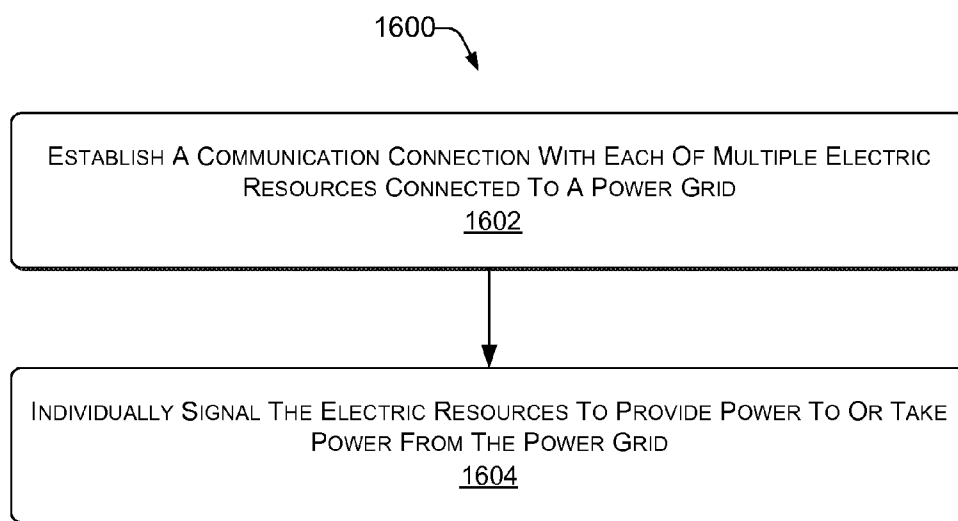 1600
ESTABLISH A COMMUNICATION CONNECTION WITH EACH OF MULTIPLE ELECTRIC
RESOURCES CONNECTED TO A POWER GRID
1602
INDIVIDUALLY SIGNAL THE ELECTRIC RESOURCES TO PROVIDE POWER TO OR TAKE
POWER FROM THE POWER GRID
1604